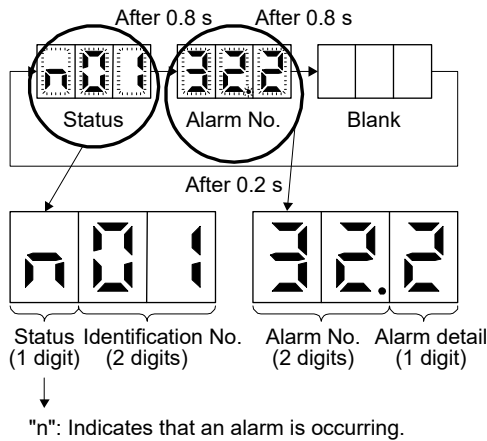 After 0.8 s After 0.8 s
n01 32.2
Status Alarm No. Blank
After 0.2 s
n01 32.2
Status Identification No. Alarm No. Alarm detail
(1 digit) (2 digits) (2 digits) (1 digit)
"n": Indicates that an alarm is occurring.